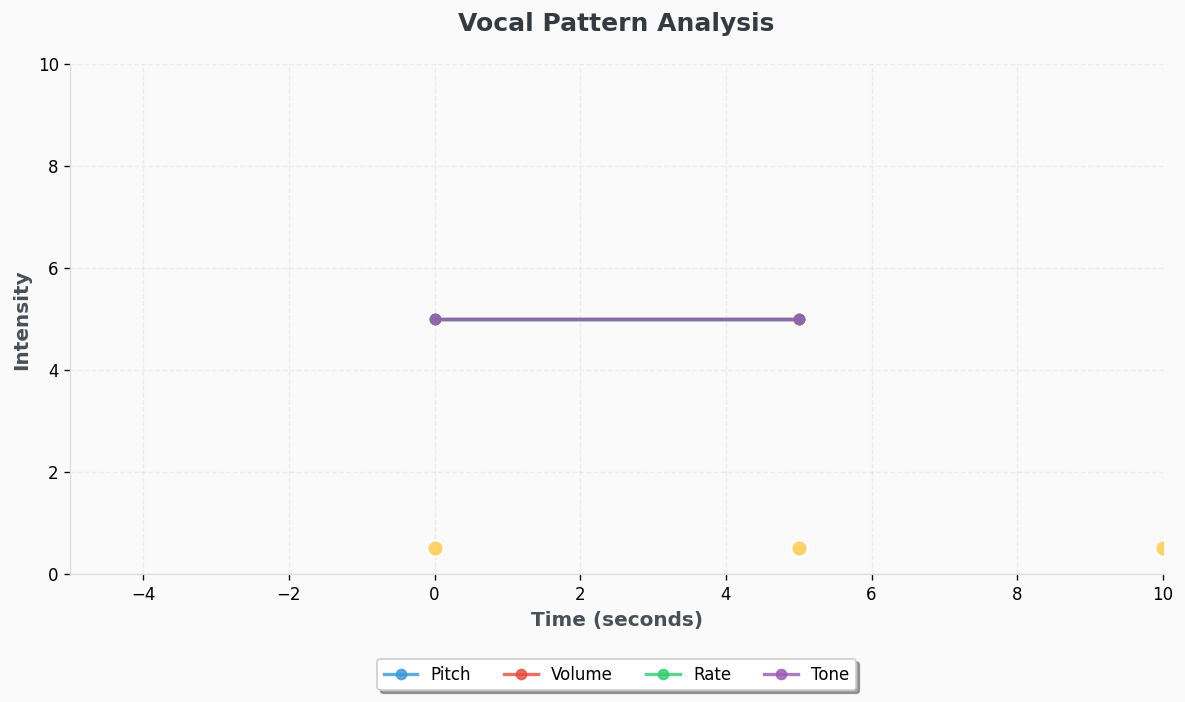 Vocal Pattern Analysis
10
8
6
4
2
0
Intensity
−4 −2 0 2 4 6 8 10
Time (seconds)
Pitch Volume Rate Tone